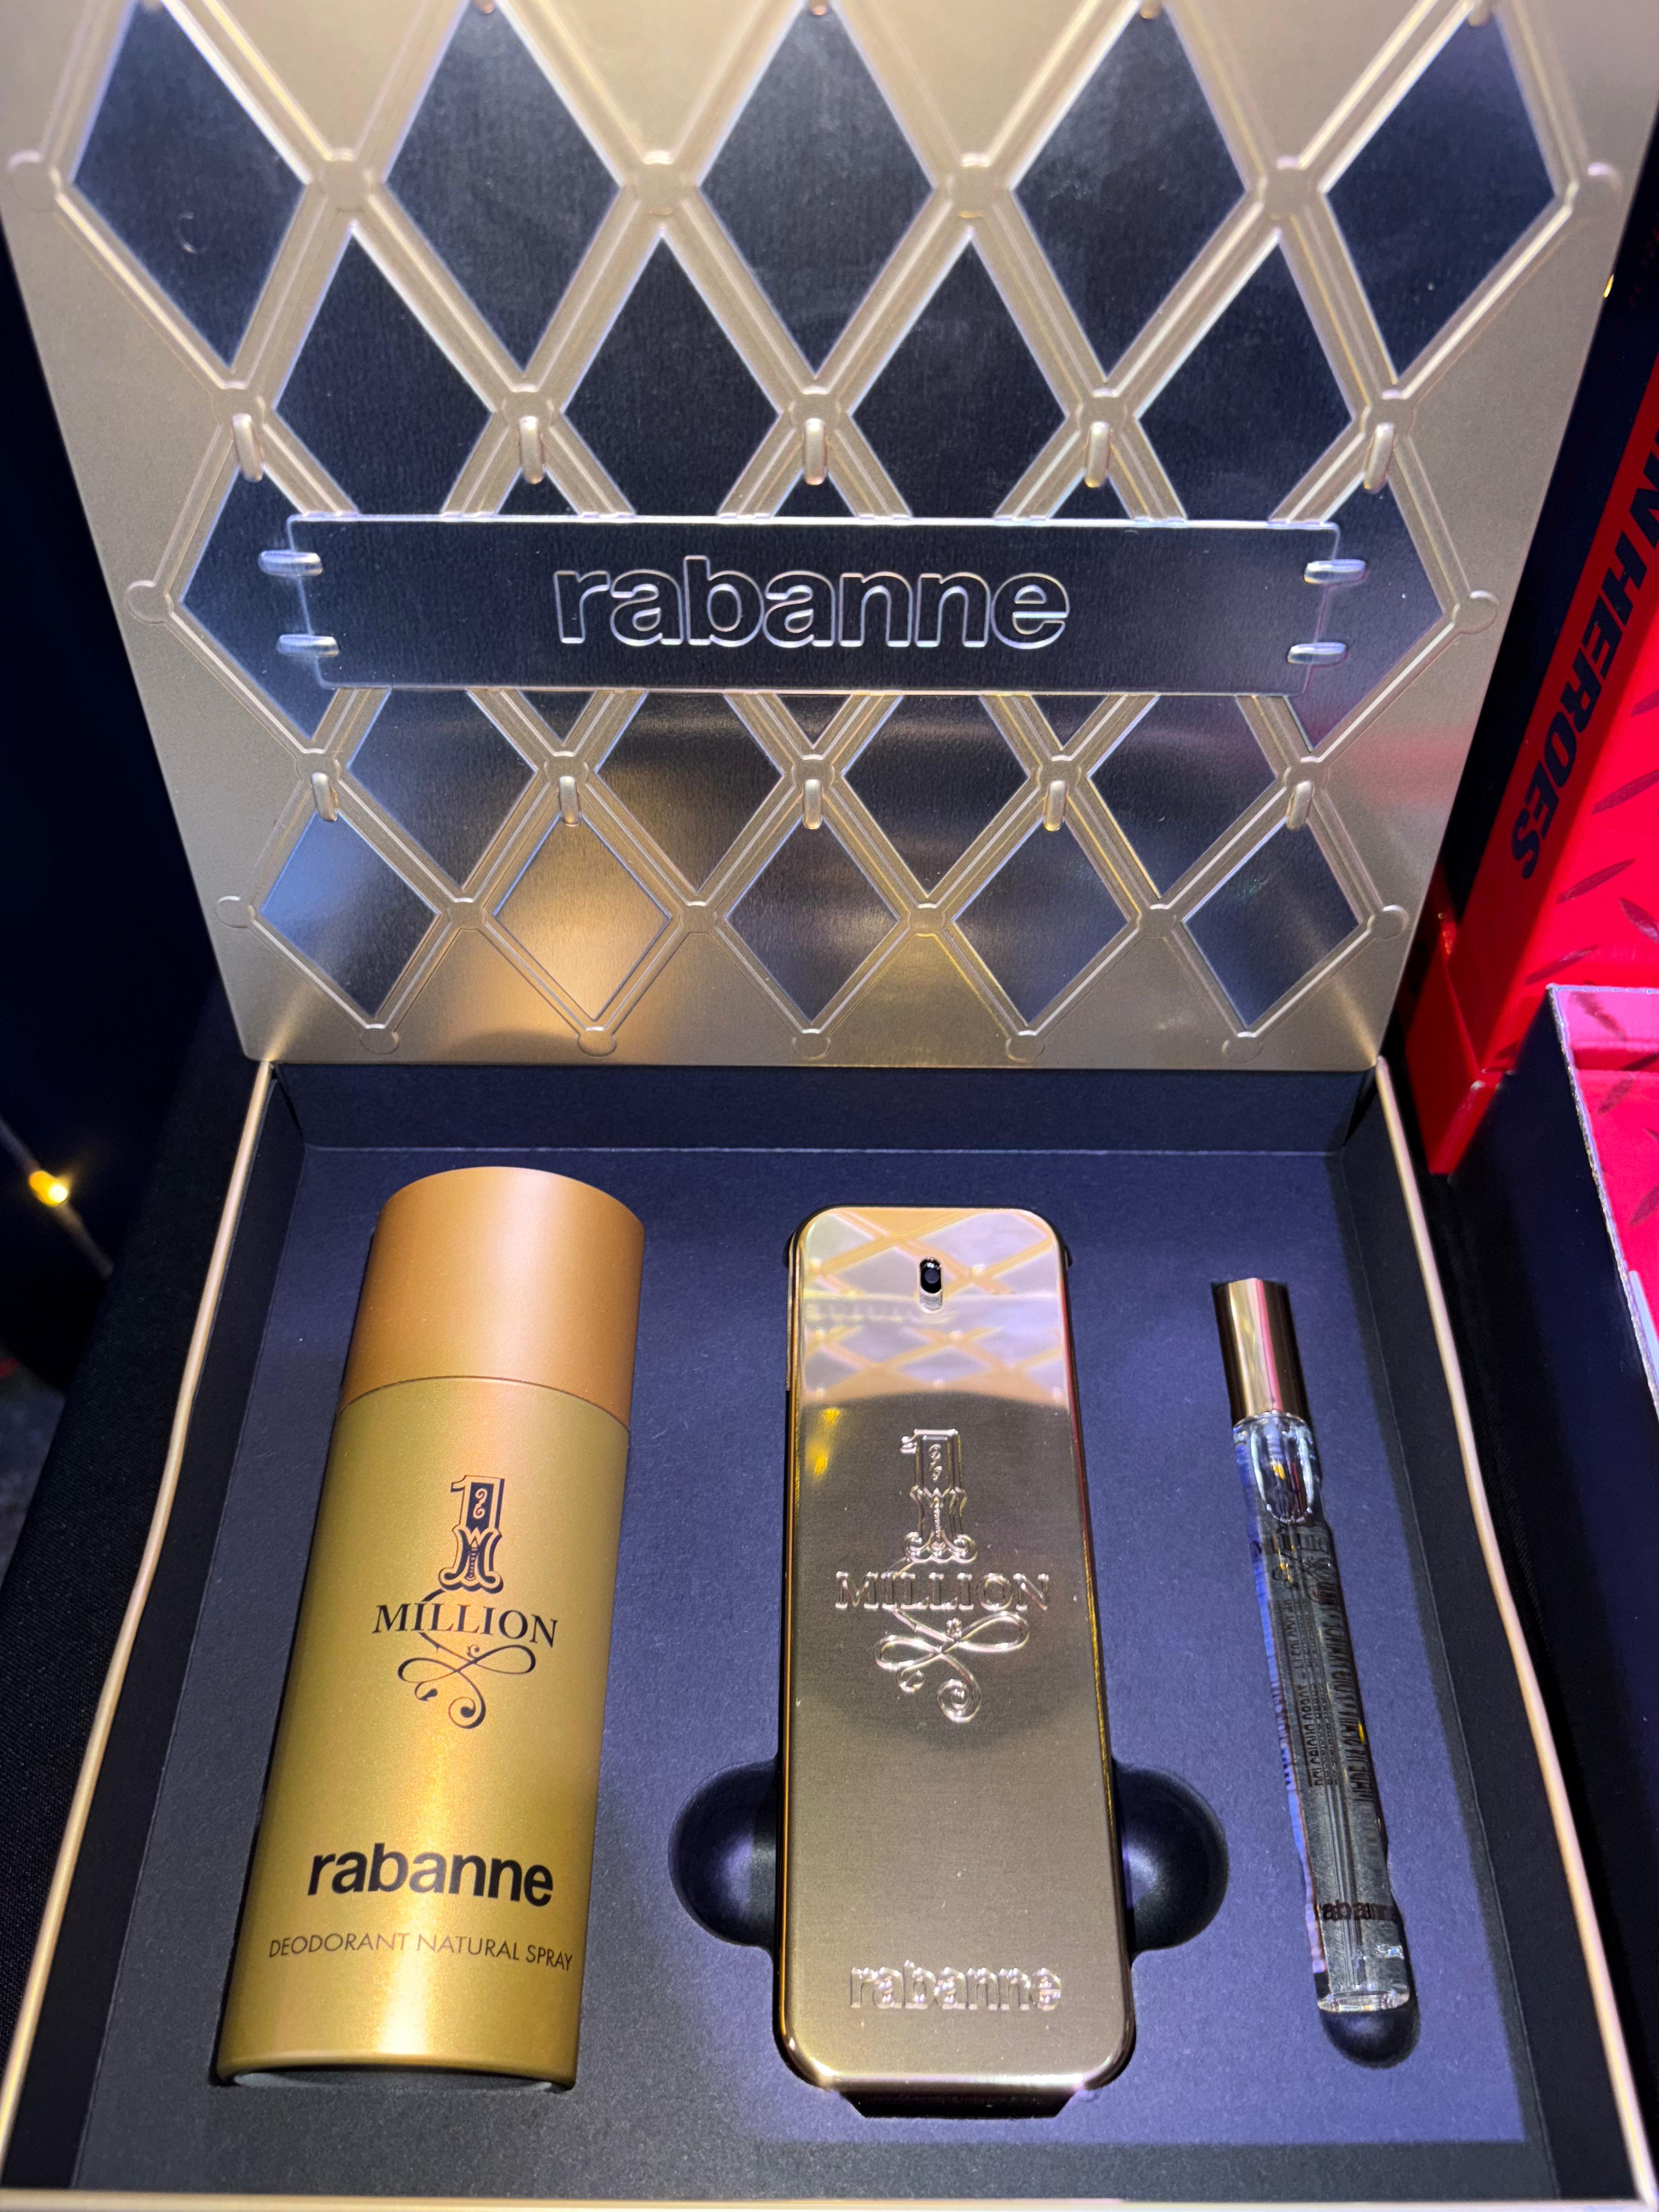 rabanne
HEROES
1
MILLION
rabanne
DEODORANT NATURAL SPRAY
1
MILLION
rabanne
rabanne